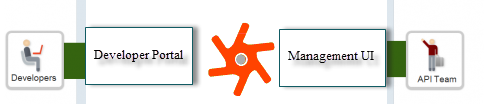 Developers
Developer Portal
Management UI
API Team